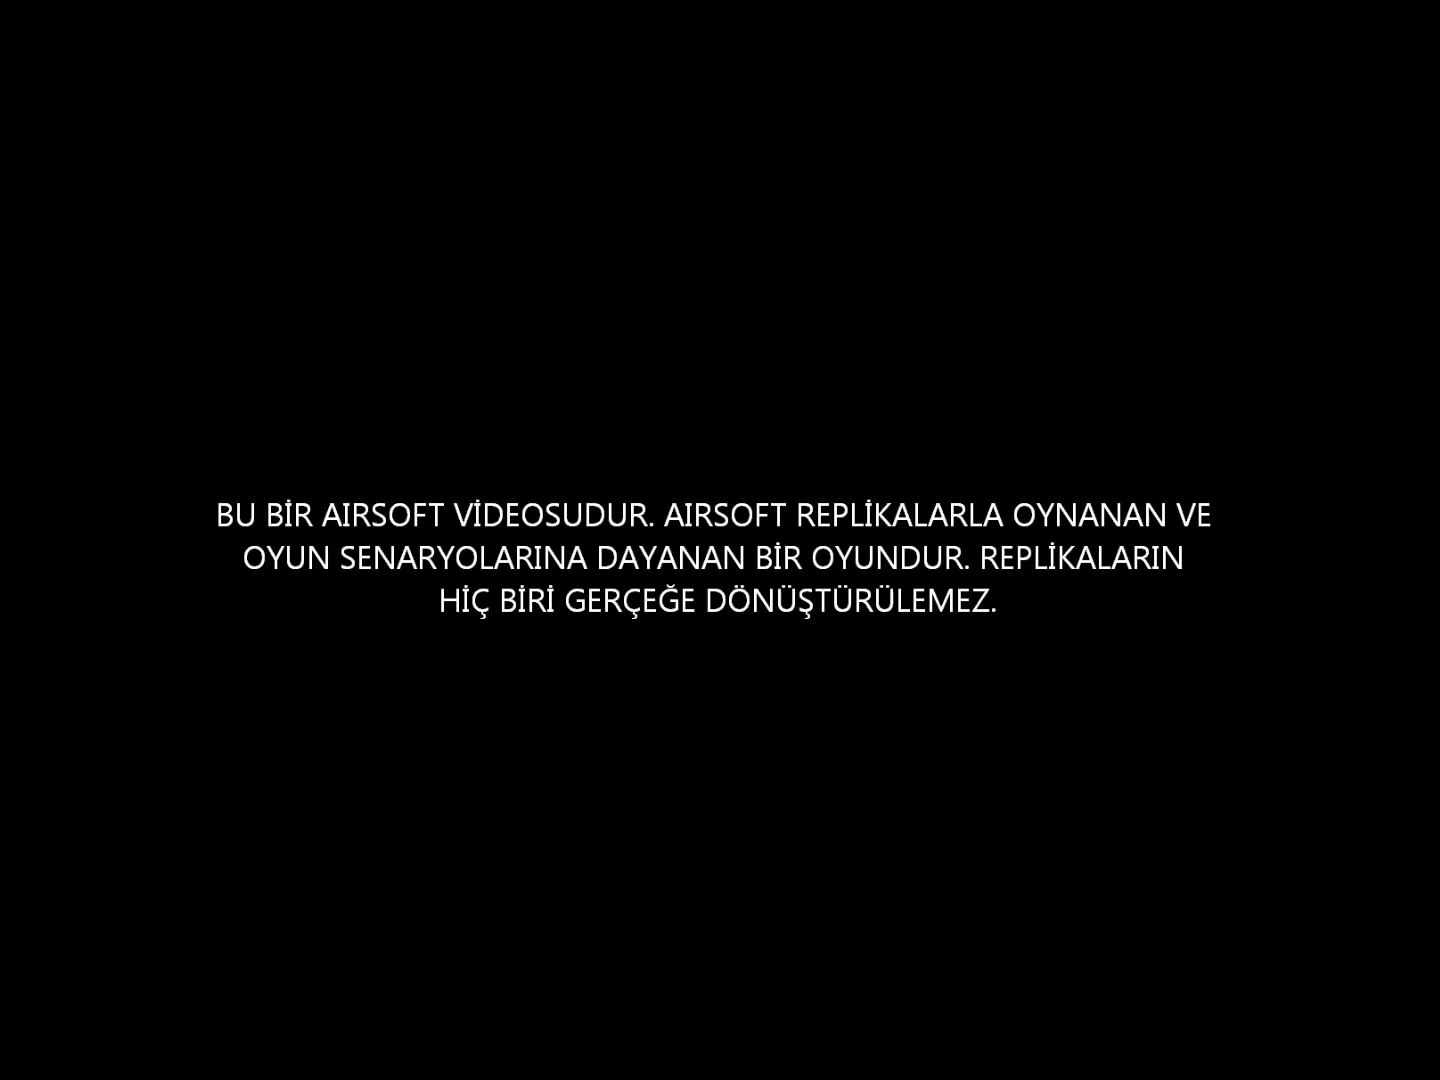 BU BİR AIRSOFT VİDEOSUDUR. AIRSOFT REPLİKALARLA OYNANAN VE
OYUN SENARYOLARINA DAYANAN BİR OYUNDUR. REPLİKALARIN
HİÇ BİRİ GERÇEĞE DÖNÜŞTÜRÜLEMEZ.